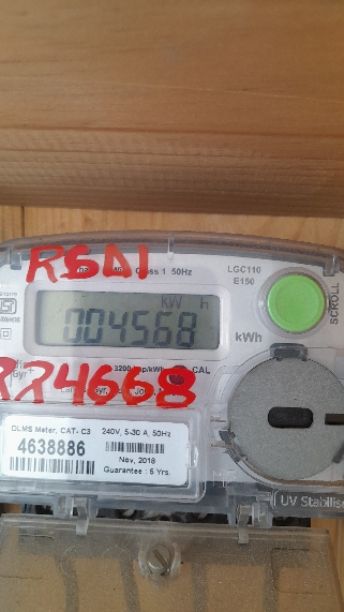 RSD1
Class 1 50Hz
LGC110
E150
SCROLL
kW h
004568
kWh
CAL
RR4668
DLMS Meter, CAT- C3
240V, 5-30 A, 50Hz
4638886
Nov, 2018
Guarantee : 5 Yrs.
UV Stabilise